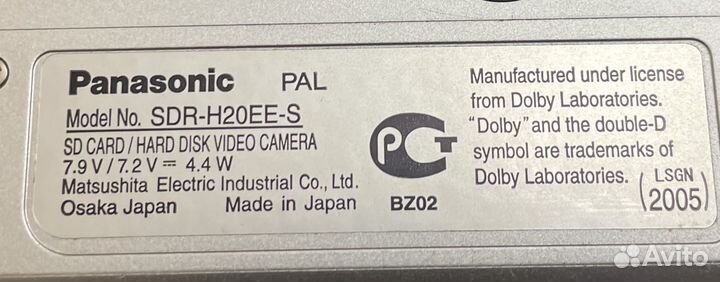 Panasonic PAL
Model No. SDR-H20EE-S
SD CARD / HARD DISK VIDEO CAMERA
7.9 V / 7.2 V ⎓ 4.4 W
Matsushita Electric Industrial Co., Ltd.
Osaka Japan Made in Japan
РСТ
BZ02
Manufactured under license
from Dolby Laboratories.
“Dolby” and the double-D
symbol are trademarks of
Dolby Laboratories.
(LSGN
2005)
Avito